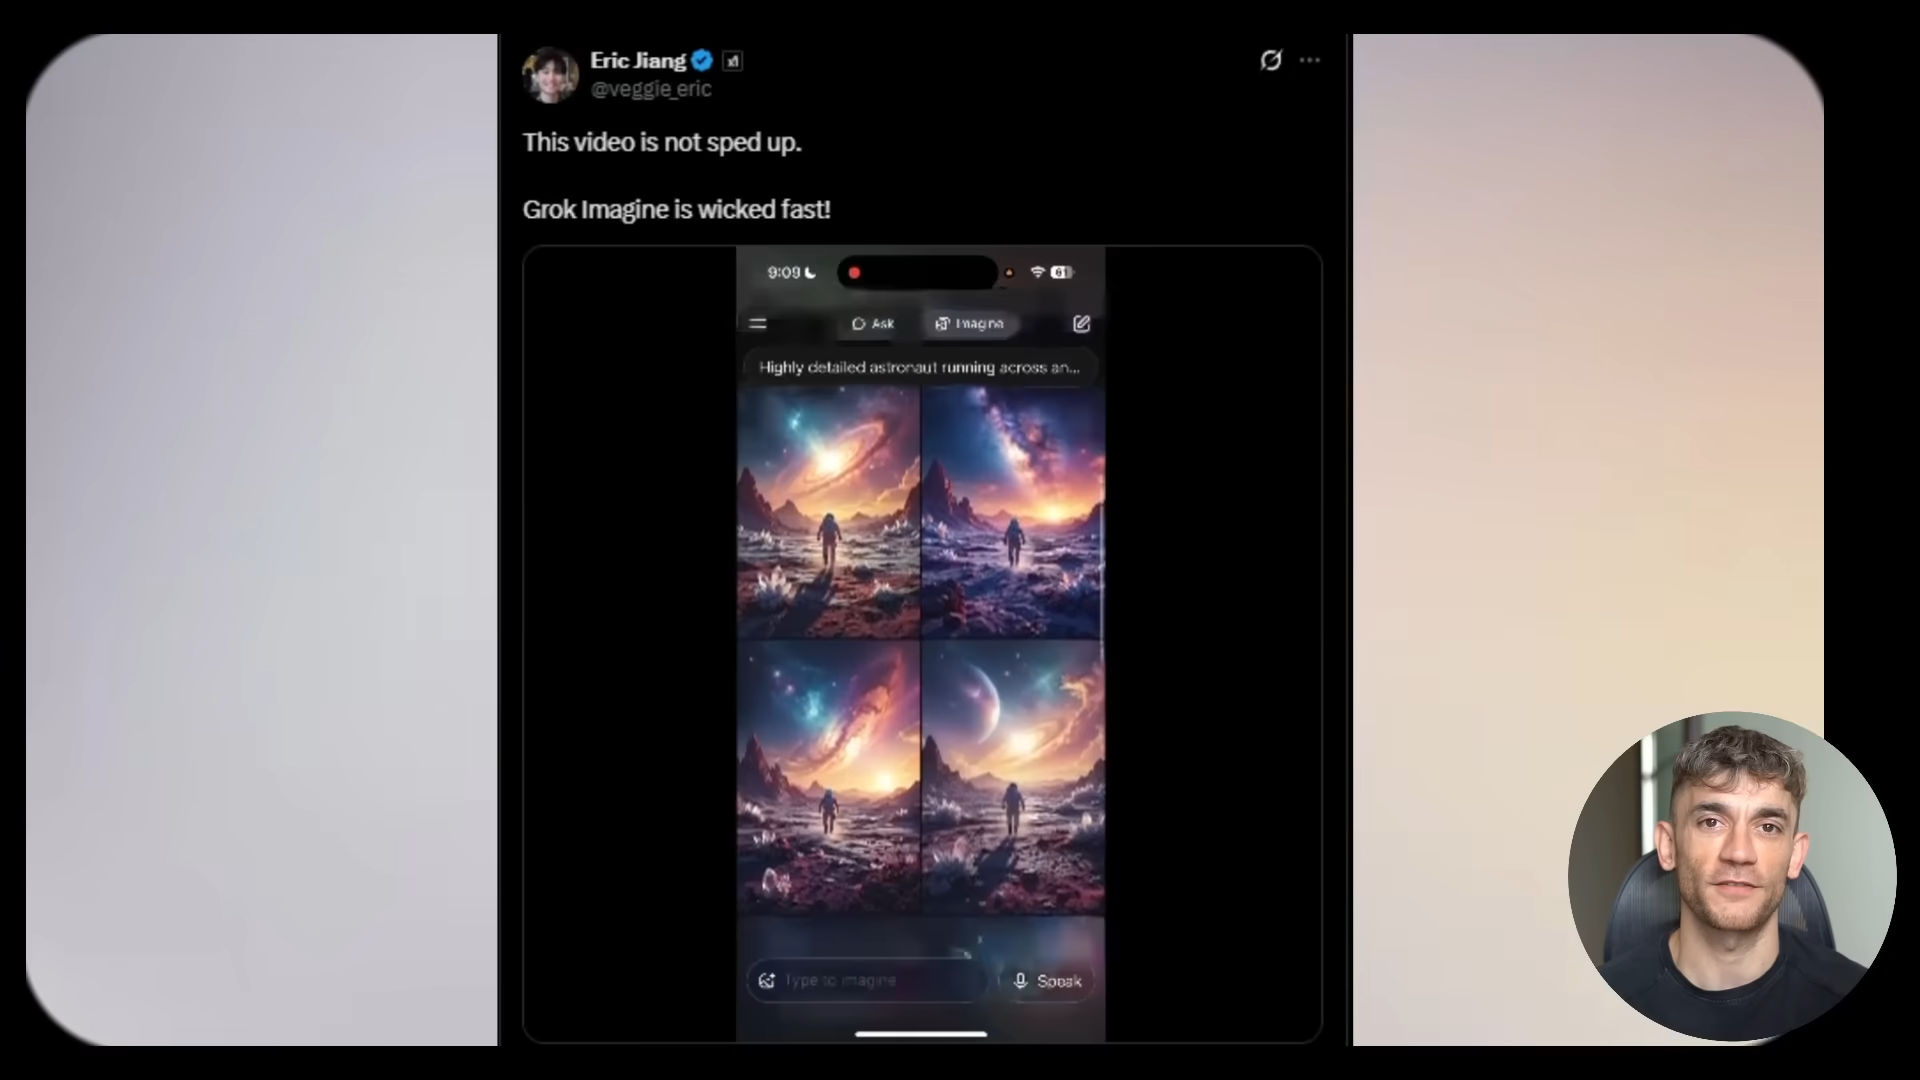 Eric Jiang
@veggie_eric
This video is not sped up.
Grok Imagine is wicked fast!
9:09
61
Ask
Imagine
Highly detailed astronaut running across an...
Type to imagine
Speak